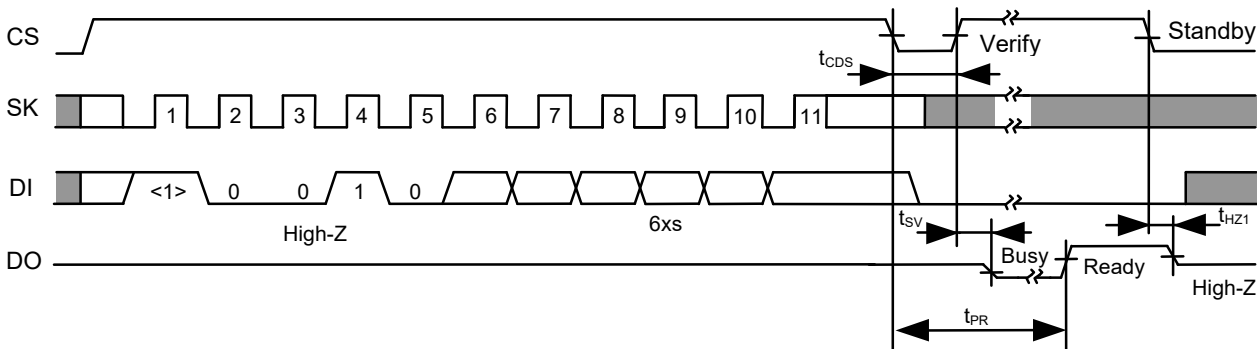 CS Verify Standby
tCDS
SK 1 2 3 4 5 6 7 8 9 10 11
DI <1> 0 0 1 0
High-Z 6xs tSV tHZ1
DO Busy Ready
High-Z
tPR